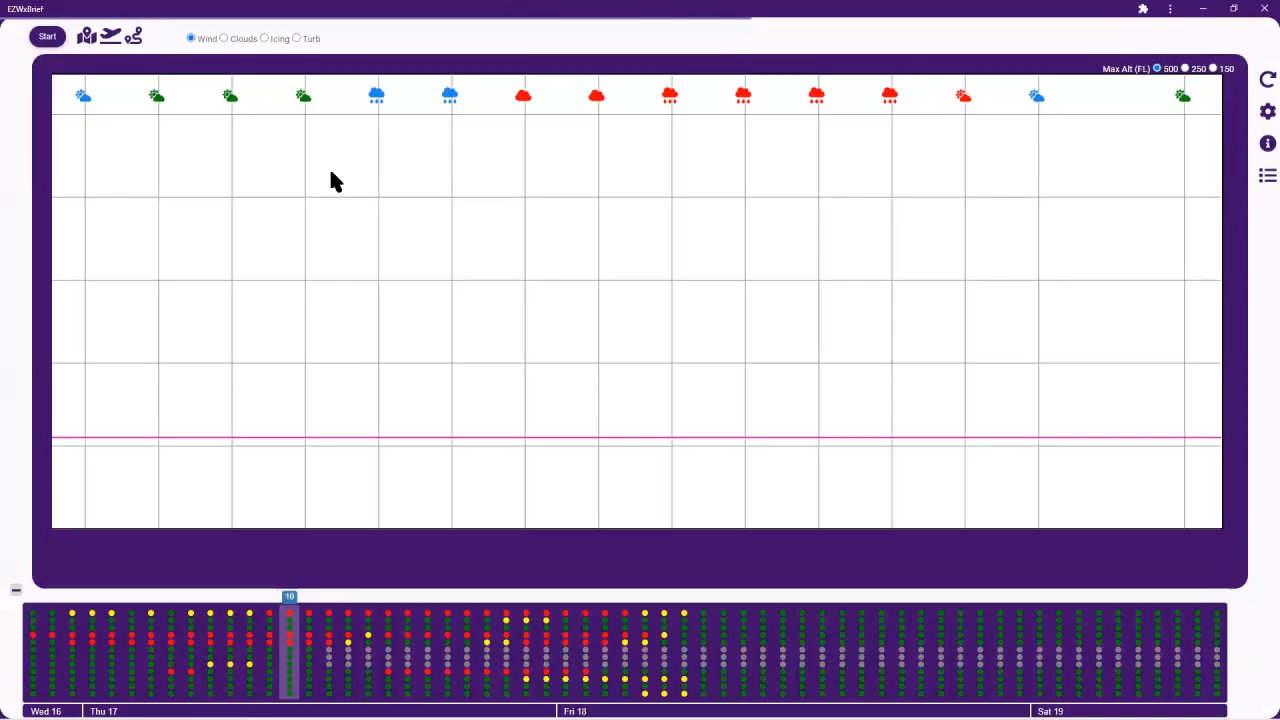 EZWxBrief
Start
Wind Clouds Icing Turb
Max Alt (FL) 500 250 150
10
Wed 16 Thu 17 Fri 18 Sat 19